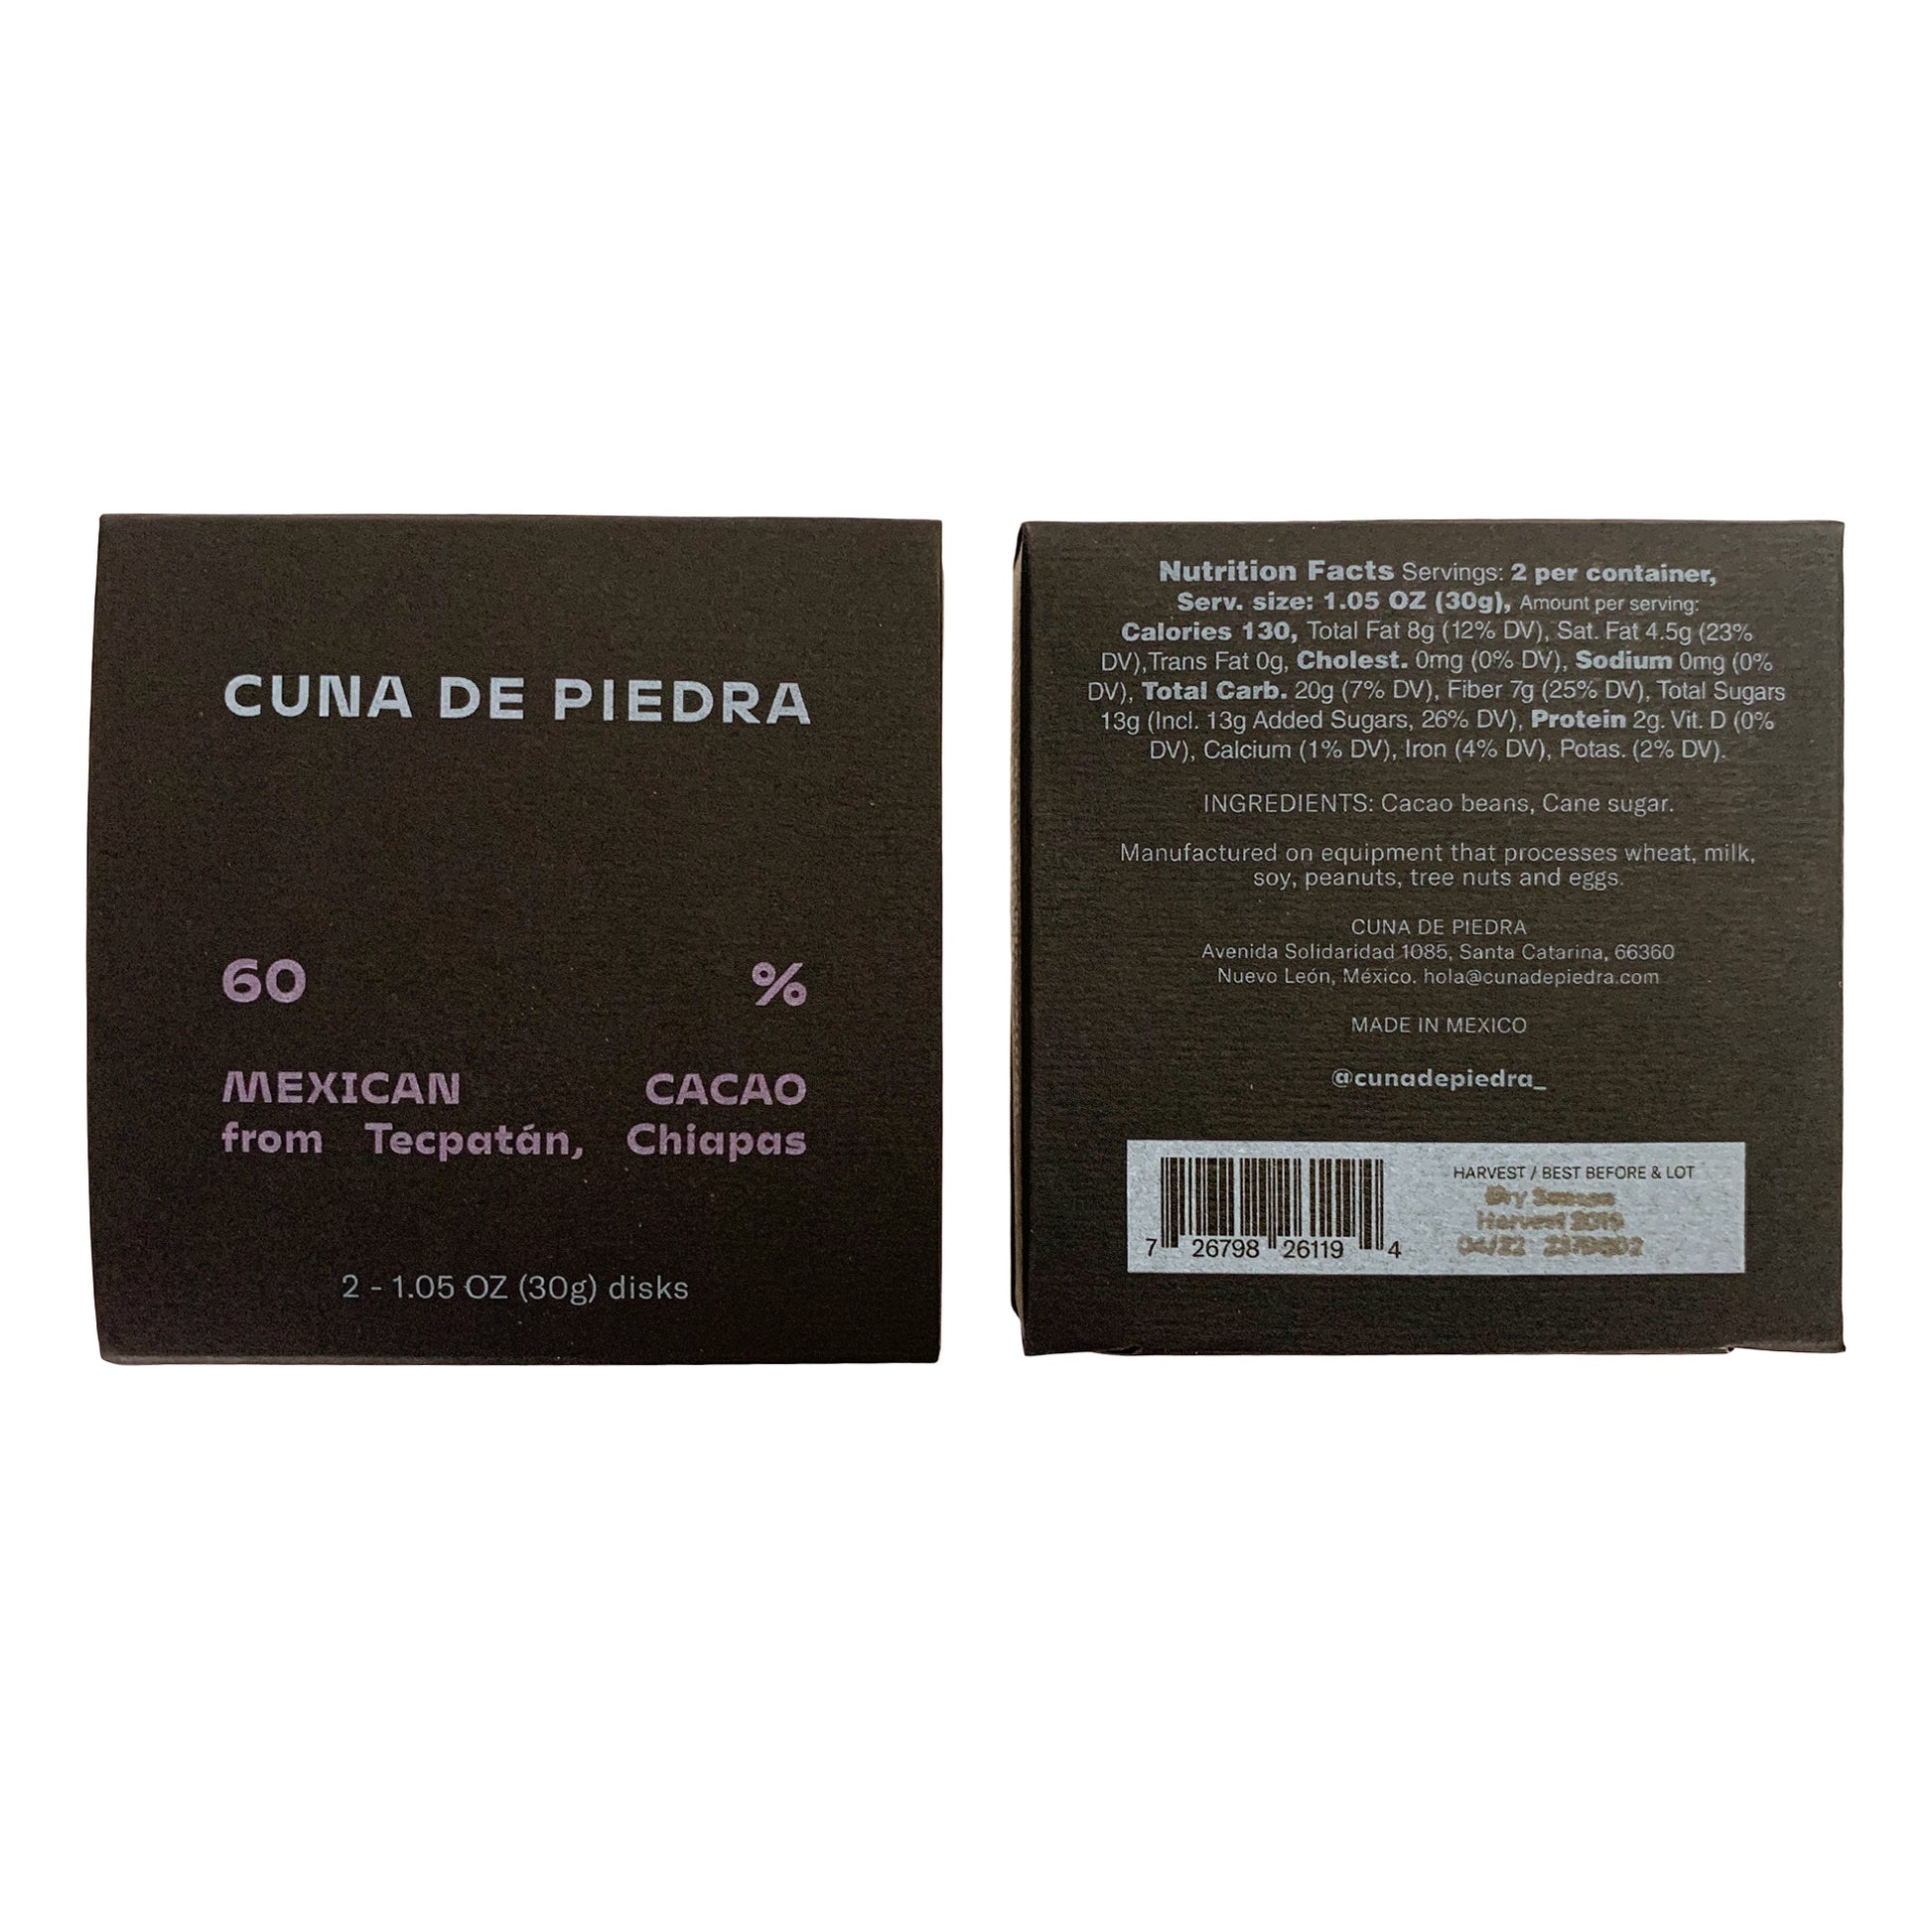 CUNA DE PIEDRA
60 %
MEXICAN CACAO
from Tecpatán, Chiapas
2 - 1.05 OZ (30g) disks
Nutrition Facts Servings: 2 per container,
Serv. size: 1.05 OZ (30g), Amount per serving:
Calories 130, Total Fat 8g (12% DV), Sat. Fat 4.5g (23%
DV),Trans Fat 0g, Cholest. 0mg (0% DV), Sodium 0mg (0%
DV), Total Carb. 20g (7% DV), Fiber 7g (25% DV), Total Sugars
13g (Incl. 13g Added Sugars, 26% DV), Protein 2g. Vit. D (0%
DV), Calcium (1% DV), Iron (4% DV), Potas. (2% DV).
INGREDIENTS: Cacao beans, Cane sugar.
Manufactured on equipment that processes wheat, milk,
soy, peanuts, tree nuts and eggs.
CUNA DE PIEDRA
Avenida Solidaridad 1085, Santa Catarina, 66360
Nuevo León, México. hola@cunadepiedra.com
MADE IN MEXICO
@cunadepiedra_
HARVEST / BEST BEFORE & LOT
Dry Season
Harvest
04/22
7 26798 26119 4